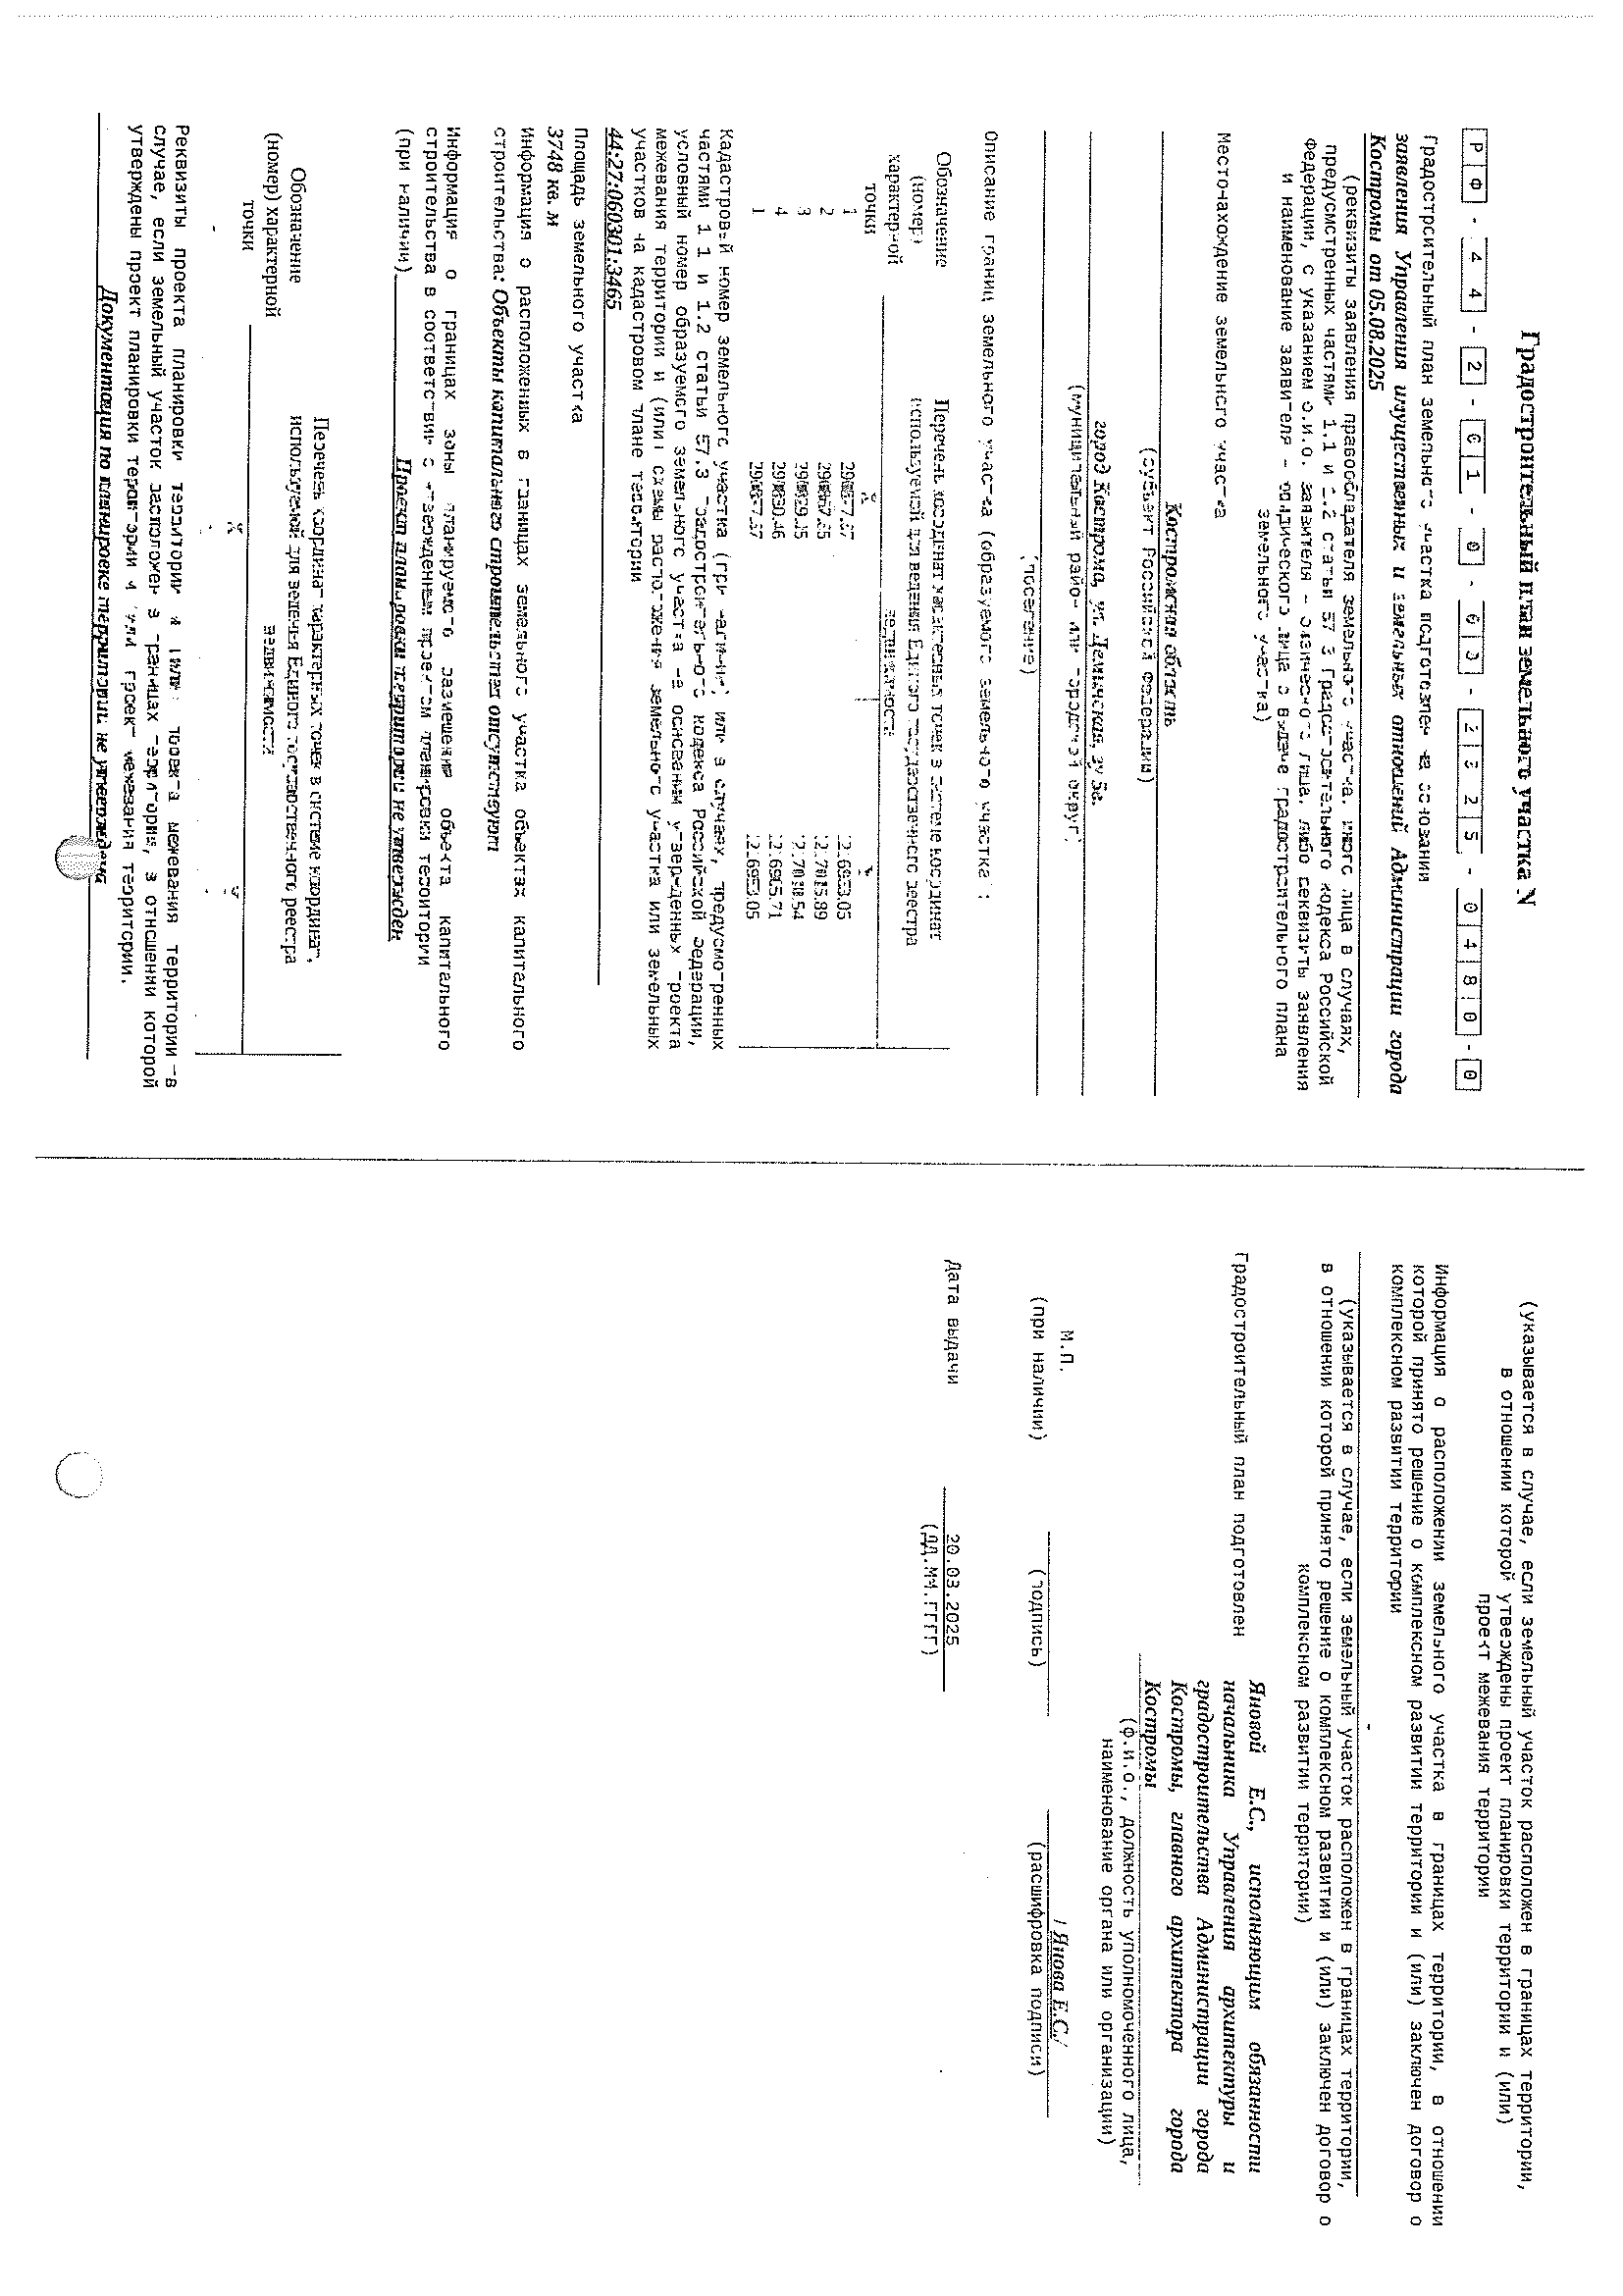 Градостроительный план земельного участка N
РФ-44-2-61-0-03-2025-0480-0
Градостроительный план земельного участка подготовлен на основании
заявления Управления имущественных и земельных отношений Администрации города
Костромы от 05.08.2025
(реквизиты заявления правообладателя земельного участка, иного лица в случаях,
предусмотренных частями 1.1 и 1.2 статьи 57.3 Градостроительного кодекса Российской
Федерации, с указанием ф.и.о. заявителя - физического лица, либо реквизиты заявления
и наименование заявителя - юридического лица о выдаче градостроительного плана
земельного участка)
Местонахождение земельного участка
Костромская область
(субъект Российской Федерации)
город Кострома, ул.
(муниципальный район или городской округ)
(поселение)
Описание границ земельного участка (образуемого земельного участка):
Обозначение
(номер)
характерной
точки
Перечень координат характерных точек в системе координат,
используемой для ведения Единого государственного реестра
недвижимости
X Y
1
2
3
4
1
Кадастровый номер земельного участка (при наличии) или в случаях, предусмотренных
частями 1.1 и 1.2 статьи 57.3 Градостроительного кодекса Российской Федерации,
условный номер образуемого земельного участка на основании утвержденных проекта
межевания территории и (или) схемы расположения земельного участка или земельных
участков на кадастровом плане территории
44:27:060301:3465
Площадь земельного участка
3748 кв. м
Информация о расположенных в границах земельного участка объектах капитального
строительства: Объекты капитального строительства отсутствуют
Информация о границах зоны планируемого размещения объекта капитального
строительства в соответствии с утвержденным проектом планировки территории
(при наличии) Проект планировки территории не утвержден
Обозначение
(номер) характерной
точки
Перечень координат характерных точек в системе координат,
используемой для ведения Единого государственного реестра
недвижимости
X Y
- - -
Реквизиты проекта планировки территории и (или) проекта межевания территории в
случае, если земельный участок расположен в границах территории, в отношении которой
утверждены проект планировки территории и (или) проект межевания территории.
Документация по планировке территории не утверждена
(указывается в случае, если земельный участок расположен в границах территории,
в отношении которой утверждены проект планировки территории и (или)
проект межевания территории
Информация о расположении земельного участка в границах территории, в отношении
которой принято решение о комплексном развитии территории и (или) заключен договор о
комплексном развитии территории
-
(указывается в случае, если земельный участок расположен в границах территории,
в отношении которой принято решение о комплексном развитии и (или) заключен договор о
комплексном развитии территории)
Градостроительный план подготовлен
Яновой Е.С., исполняющим обязанности
начальника Управления архитектуры и
градостроительства Администрации города
Костромы, главного архитектора города
Костромы
(ф.и.о., должность уполномоченного лица,
наименование органа или организации)
М.П. / Янова Е.С./
(при наличии) (подпись) (расшифровка подписи)
Дата выдачи 20.03.2025
(ДД.ММ.ГГГГ)